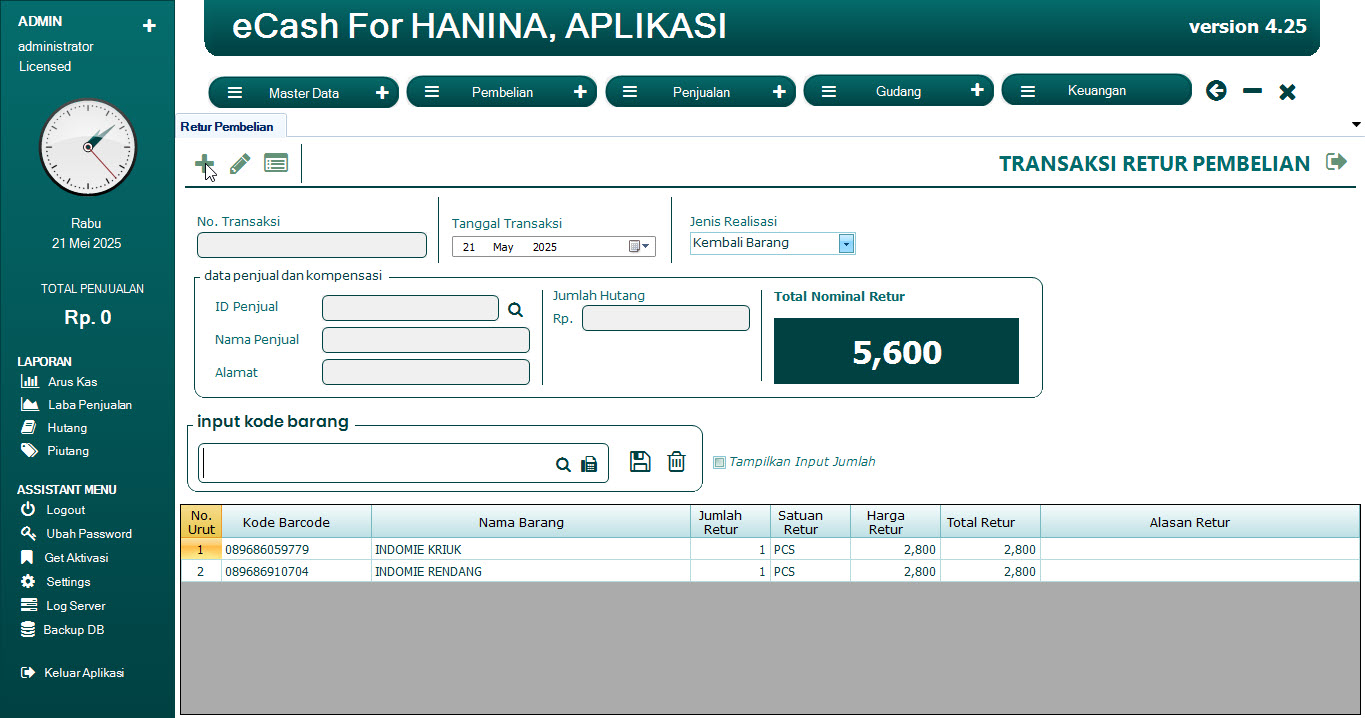 ADMIN
administrator
Licensed
eCash For HANINA, APLIKASI
version 4.25
Master Data
Pembelian
Penjualan
Gudang
Keuangan
Retur Pembelian
TRANSAKSI RETUR PEMBELIAN
Rabu
21 Mei 2025
TOTAL PENJUALAN
Rp. 0
LAPORAN
Arus Kas
Laba Penjualan
Hutang
Piutang
ASSISTANT MENU
Logout
Ubah Password
Get Aktivasi
Settings
Log Server
Backup DB
Keluar Aplikasi
No. Transaksi
Tanggal Transaksi
21 May 2025
Jenis Realisasi
Kembali Barang
data penjual dan kompensasi
ID Penjual
Nama Penjual
Alamat
Jumlah Hutang
Rp.
Total Nominal Retur
5,600
input kode barang
Tampilkan Input Jumlah
No. Urut Kode Barcode Nama Barang Jumlah Retur Satuan Retur Harga Retur Total Retur Alasan Retur
1 089686059779 INDOMIE KRIUK 1 PCS 2,800 2,800
2 089686910704 INDOMIE RENDANG 1 PCS 2,800 2,800